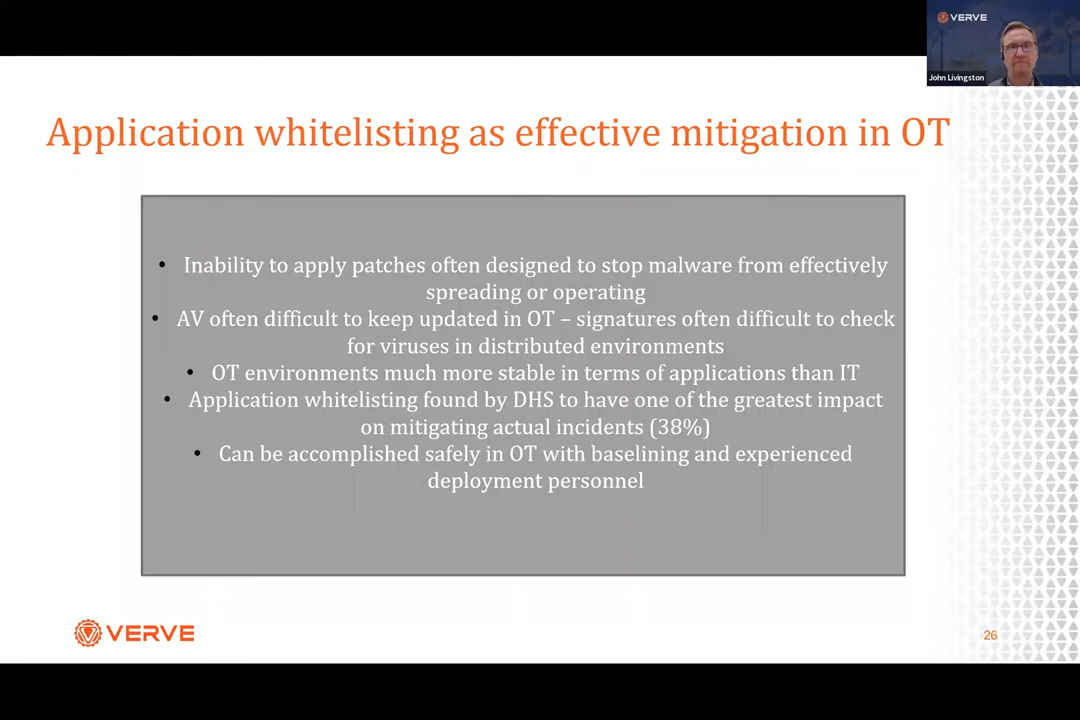 VERVE
John Livingston
Application whitelisting as effective mitigation in OT
• Inability to apply patches often designed to stop malware from effectively
spreading or operating
• AV often difficult to keep updated in OT – signatures often difficult to check
for viruses in distributed environments
• OT environments much more stable in terms of applications than IT
• Application whitelisting found by DHS to have one of the greatest impact
on mitigating actual incidents (38%)
• Can be accomplished safely in OT with baselining and experienced
deployment personnel
VERVE
26